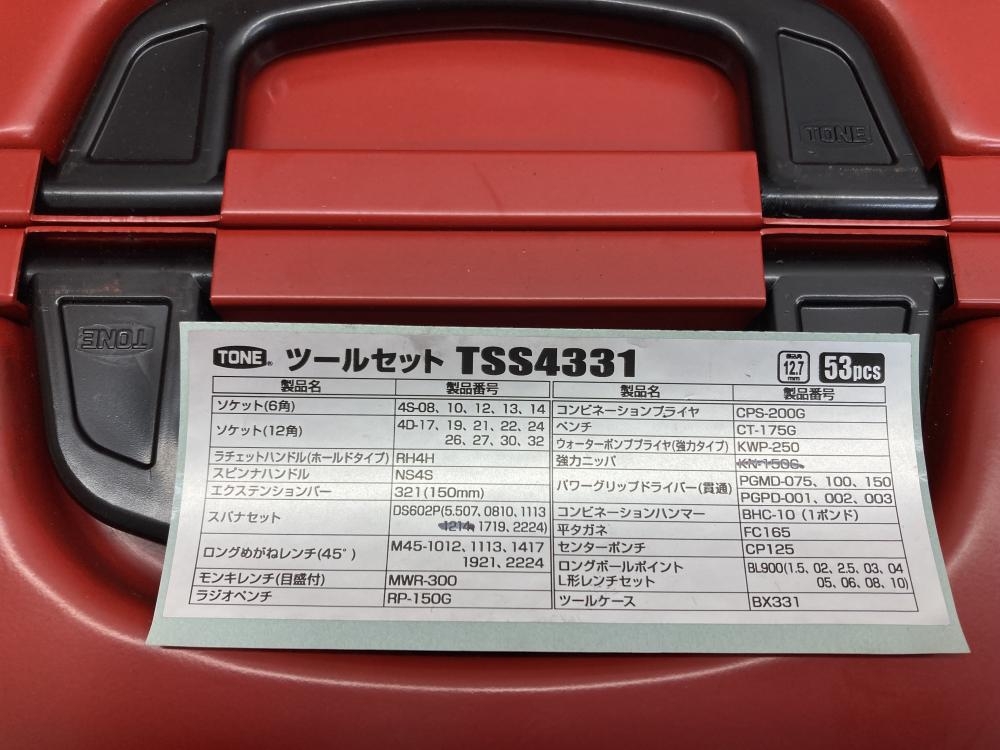 TONE
TONE
TONE® ツールセット TSS4331 差込角 12.7 mm 53pcs
製品名 製品番号
ソケット(6角) 4S-08、10、12、13、14
ソケット(12角) 4D-17、19、21、22、24
26、27、30、32
ラチェットハンドル(ホールドタイプ) RH4H
スピンナハンドル NS4S
エクステンションバー 321(150mm)
スパナセット DS602P(5.507、0810、1113
1214、1719、2224)
ロングめがねレンチ(45°) M45-1012、1113、1417
1921、2224
モンキレンチ(目盛付) MWR-300
ラジオペンチ RP-150G
製品名 製品番号
コンビネーションプライヤ CPS-200G
ペンチ CT-175G
ウォーターポンププライヤ(強力タイプ) KWP-250
強力ニッパ KN-150G
パワーグリップドライバー(貫通) PGMD-075、100、150
PGPD-001、002、003
コンビネーションハンマー BHC-10 (1ポンド)
平タガネ FC165
センターポンチ CP125
ロングボールポイント BL900(1.5、02、2.5、03、04
L形レンチセット 05、06、08、10)
ツールケース BX331